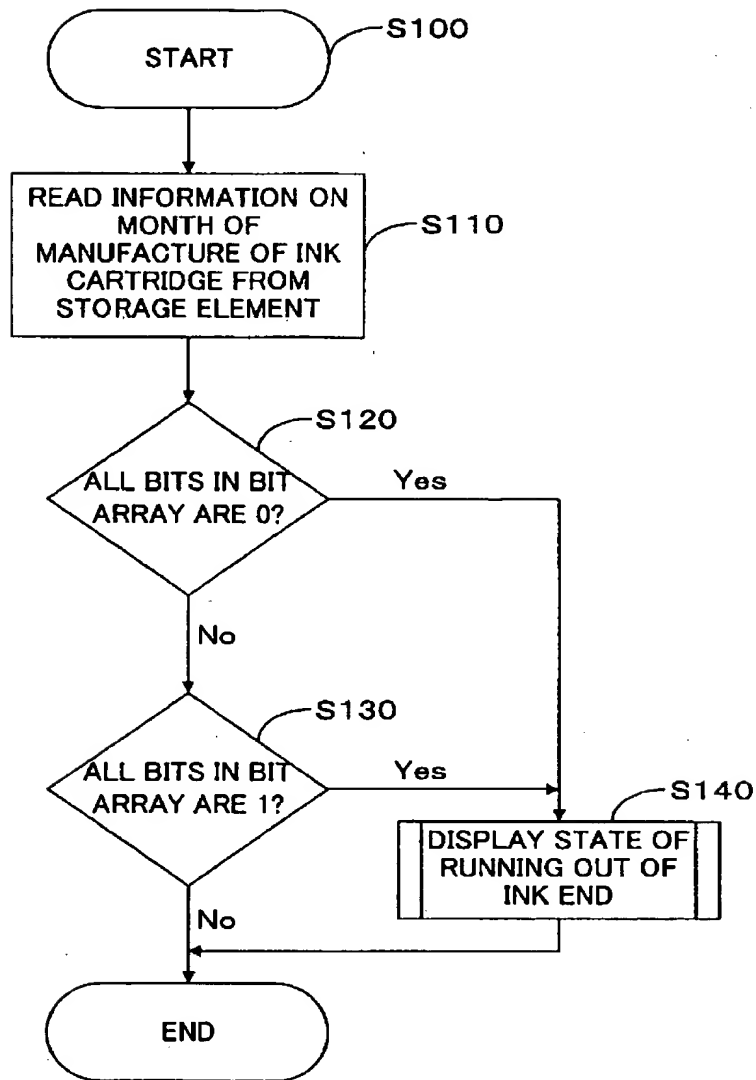 START
S100
READ INFORMATION ON
MONTH OF
MANUFACTURE OF INK
CARTRIDGE FROM
STORAGE ELEMENT
S110
S120
ALL BITS IN BIT
ARRAY ARE 0?
Yes
No
S130
ALL BITS IN BIT
ARRAY ARE 1?
Yes
S140
DISPLAY STATE OF
RUNNING OUT OF
INK END
No
END